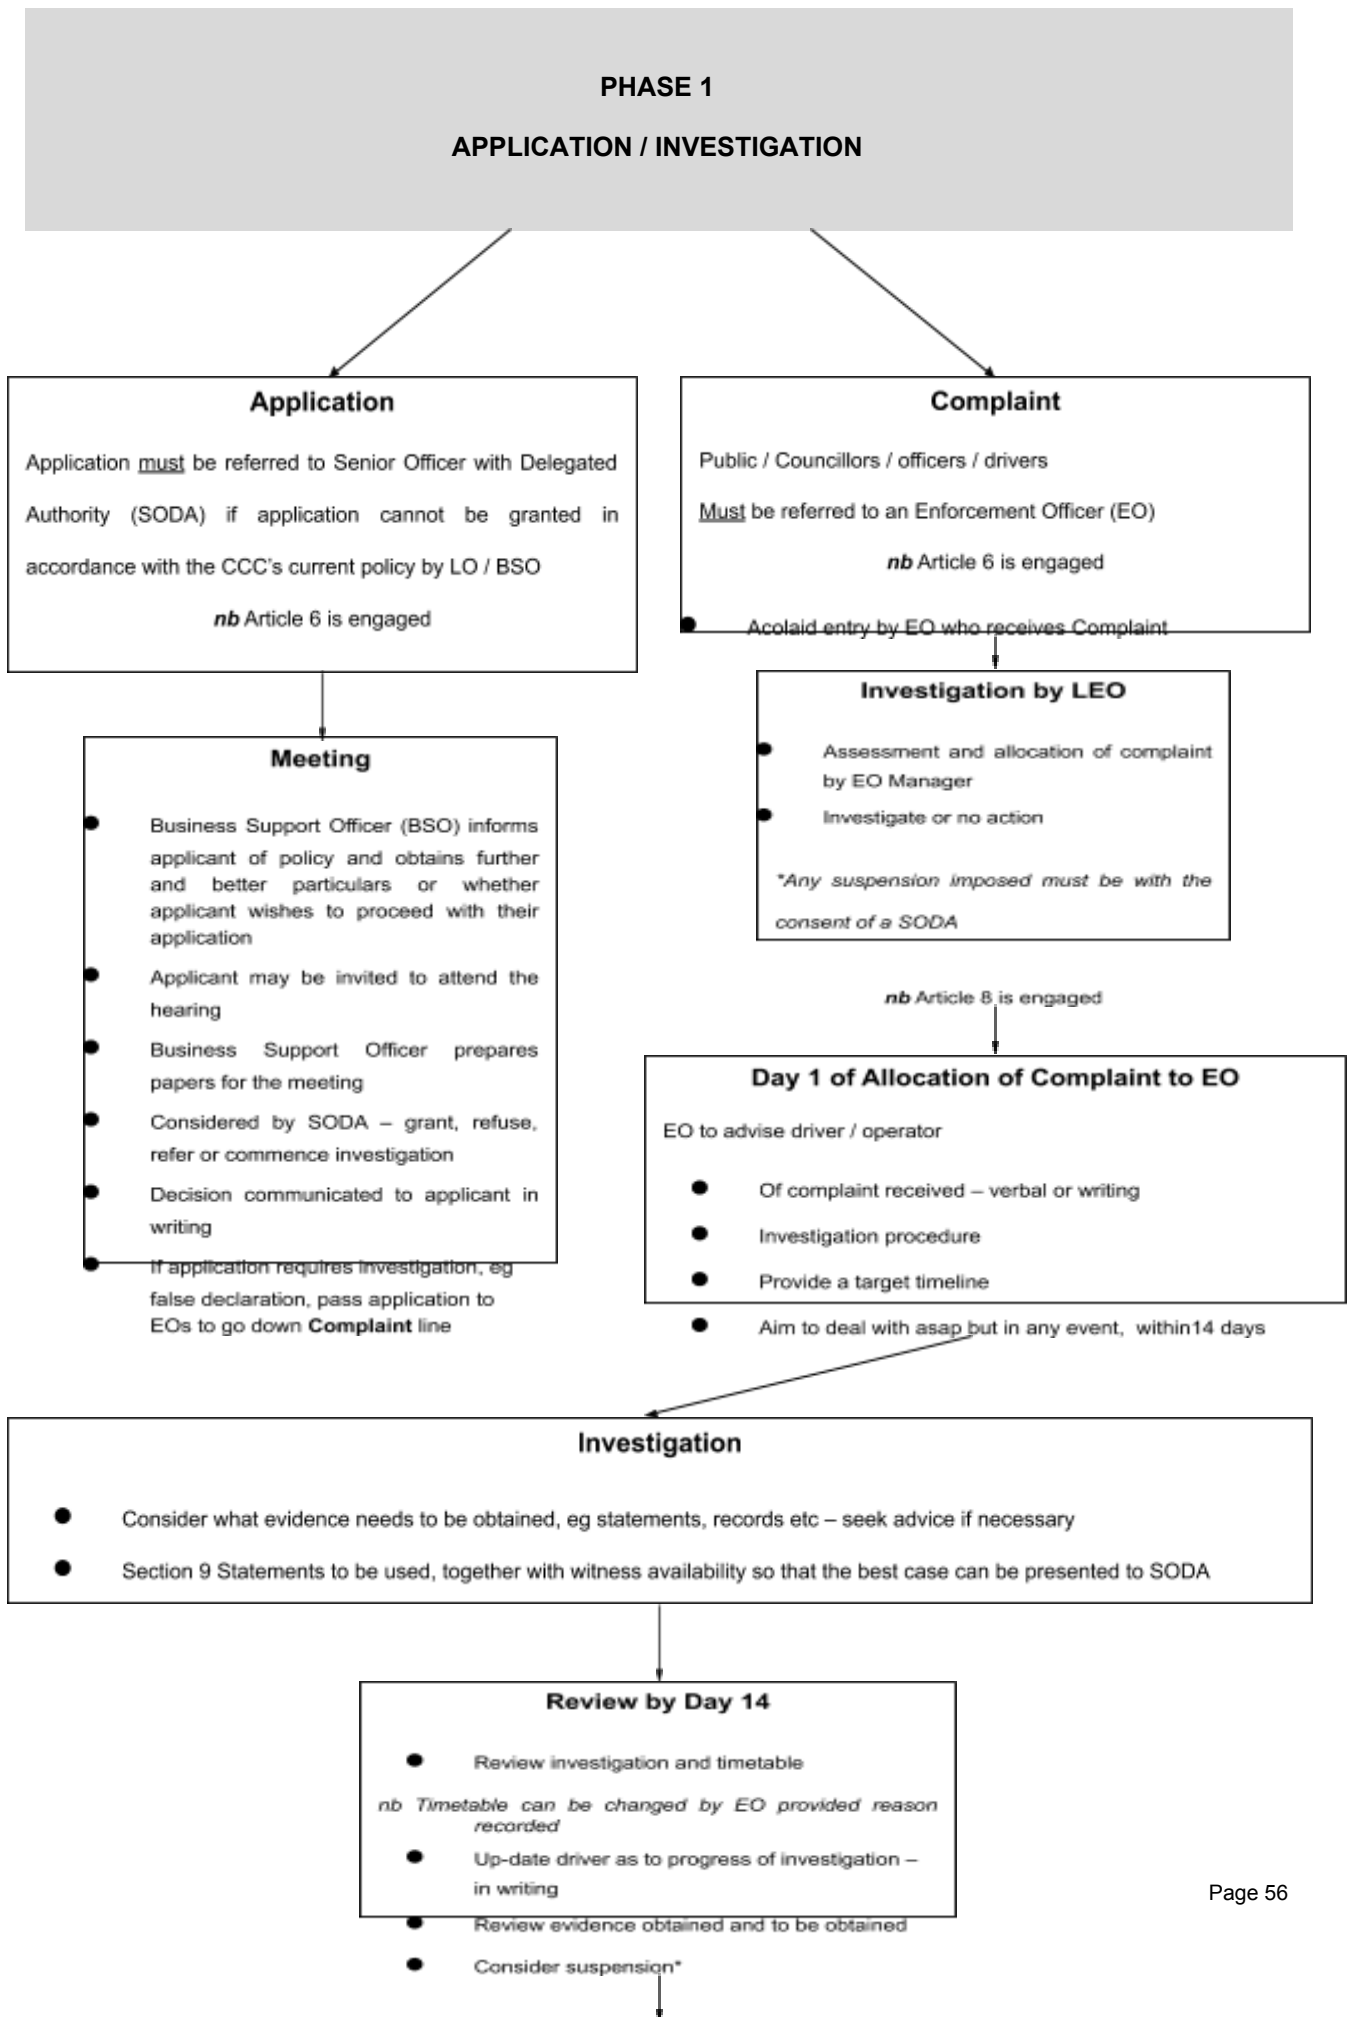 PHASE 1
APPLICATION / INVESTIGATION
Application
Application must be referred to Senior Officer with Delegated
Authority (SODA) if application cannot be granted in
accordance with the CCC's current policy by LO / BSO
nb Article 6 is engaged
Complaint
Public / Councillors / officers / drivers
Must be referred to an Enforcement Officer (EO)
nb Article 6 is engaged
● Acolaid entry by EO who receives Complaint
Meeting
● Business Support Officer (BSO) informs
applicant of policy and obtains further
and better particulars or whether
applicant wishes to proceed with their
application
● Applicant may be invited to attend the
hearing
● Business Support Officer prepares
papers for the meeting
● Considered by SODA – grant, refuse,
refer or commence investigation
● Decision communicated to applicant in
writing
● If application requires investigation, eg
false declaration, pass application to
EOs to go down Complaint line
Investigation by LEO
● Assessment and allocation of complaint
by EO Manager
● Investigate or no action
*Any suspension imposed must be with the
consent of a SODA
nb Article 8 is engaged
Day 1 of Allocation of Complaint to EO
EO to advise driver / operator
● Of complaint received – verbal or writing
● Investigation procedure
● Provide a target timeline
● Aim to deal with asap but in any event, within14 days
Investigation
● Consider what evidence needs to be obtained, eg statements, records etc – seek advice if necessary
● Section 9 Statements to be used, together with witness availability so that the best case can be presented to SODA
Review by Day 14
● Review investigation and timetable
nb Timetable can be changed by EO provided reason
recorded
● Up-date driver as to progress of investigation –
in writing
● Review evidence obtained and to be obtained
● Consider suspension*
Page 56